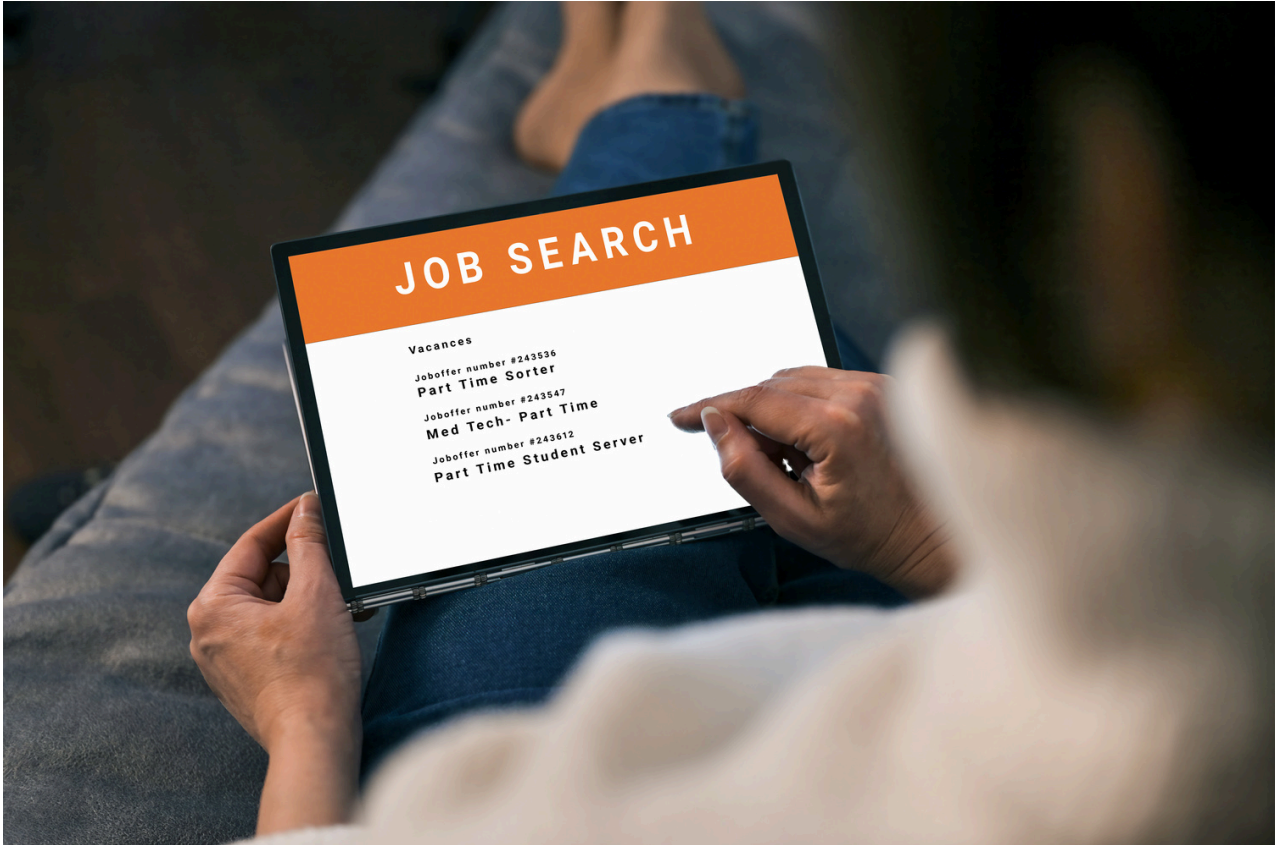 JOB SEARCH
Vacances
Joboffer number #243536
Part Time Sorter
Joboffer number #243547
Med Tech- Part Time
Joboffer number #243612
Part Time Student Server